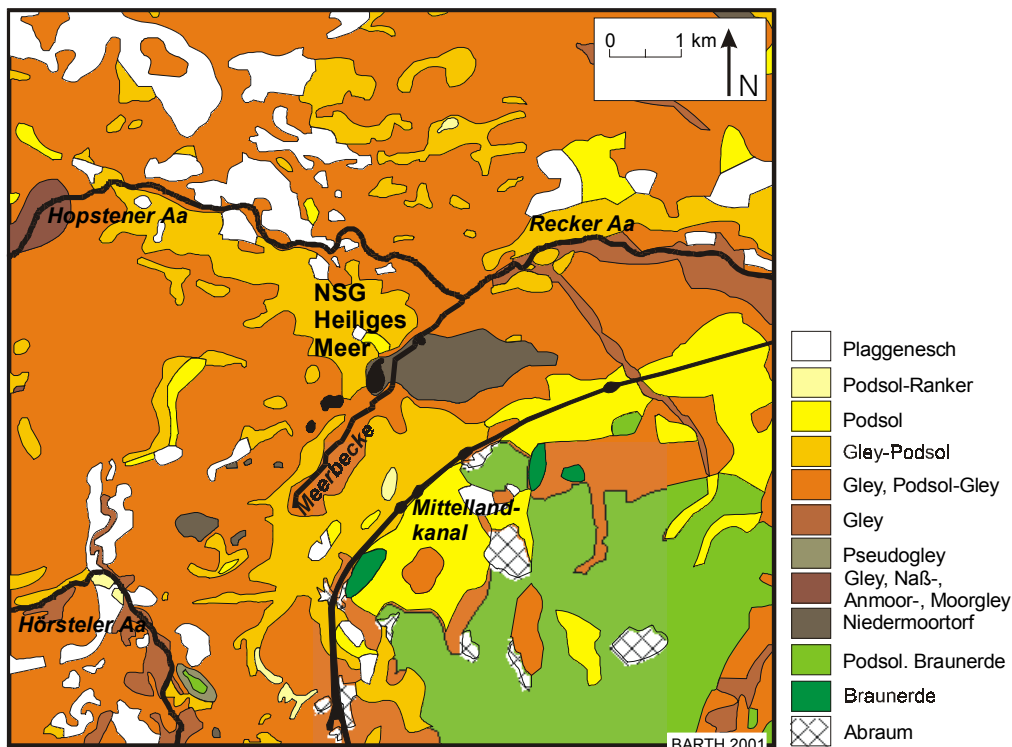 0 1 km
N
Hopstener Aa
Recker Aa
NSG
Heiliges
Meer
Meerbecke
Mittelland-
kanal
Hörsteler Aa
BARTH 2001
Plaggenesch
Podsol-Ranker
Podsol
Gley-Podsol
Gley, Podsol-Gley
Gley
Pseudogley
Gley, Naß-,
Anmoor-, Moorgley
Niedermoortorf
Podsol. Braunerde
Braunerde
Abraum